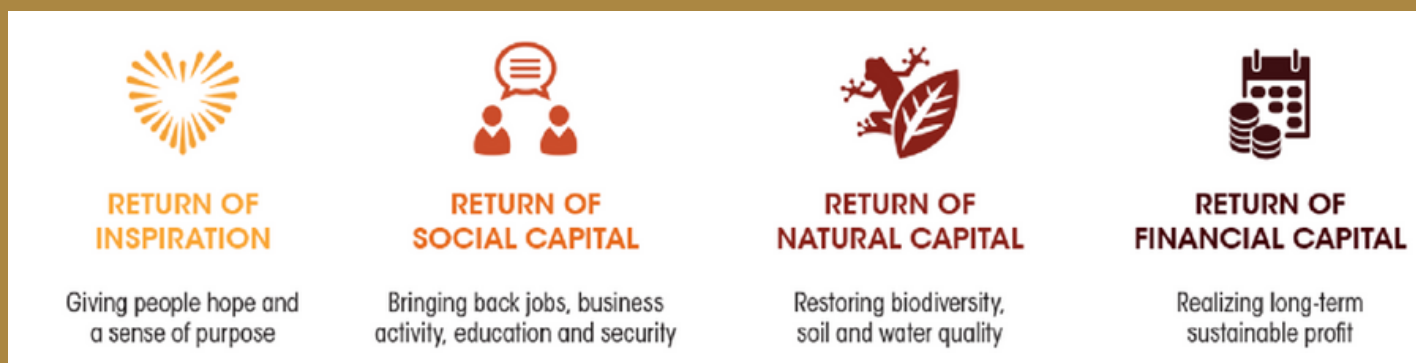 RETURN OF
INSPIRATION
Giving people hope and
a sense of purpose
RETURN OF
SOCIAL CAPITAL
Bringing back jobs, business
activity, education and security
RETURN OF
NATURAL CAPITAL
Restoring biodiversity,
soil and water quality
RETURN OF
FINANCIAL CAPITAL
Realizing long-term
sustainable profit